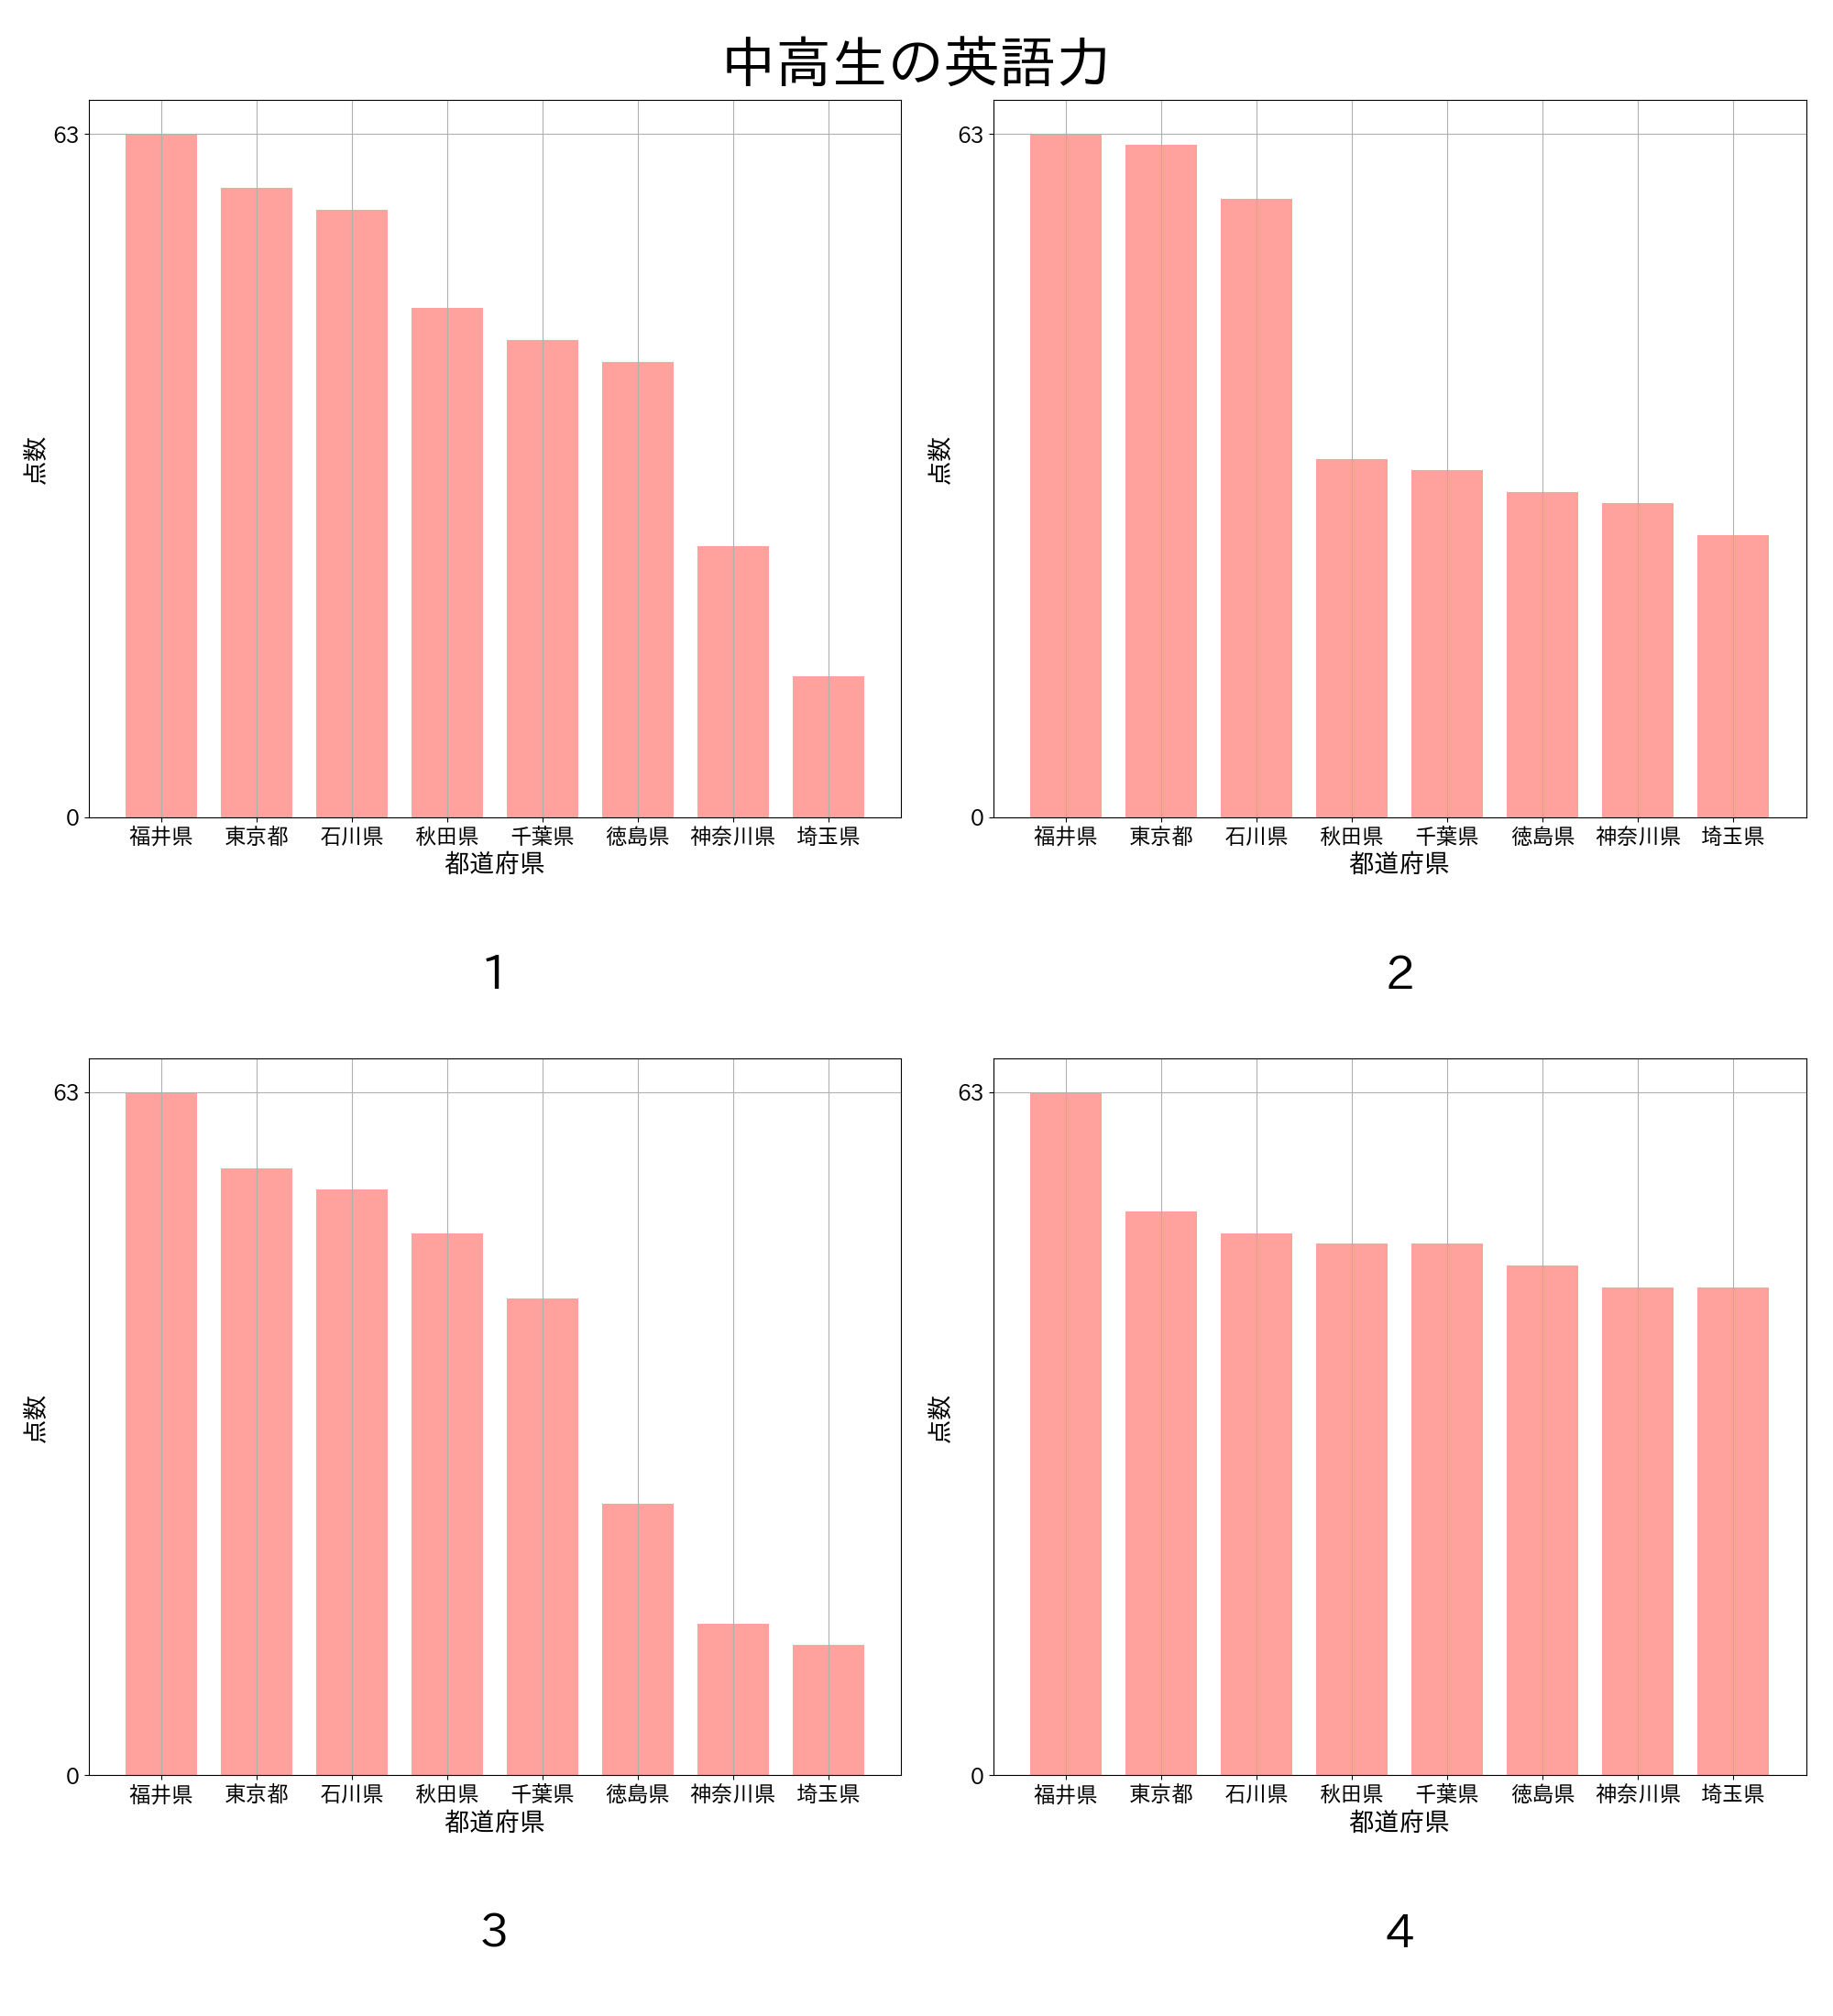 中高生の英語力
63
0
点数
福井県 東京都 石川県 秋田県 千葉県 徳島県 神奈川県 埼玉県
都道府県
1
63
0
点数
福井県 東京都 石川県 秋田県 千葉県 徳島県 神奈川県 埼玉県
都道府県
2
63
0
点数
福井県 東京都 石川県 秋田県 千葉県 徳島県 神奈川県 埼玉県
都道府県
3
63
0
点数
福井県 東京都 石川県 秋田県 千葉県 徳島県 神奈川県 埼玉県
都道府県
4